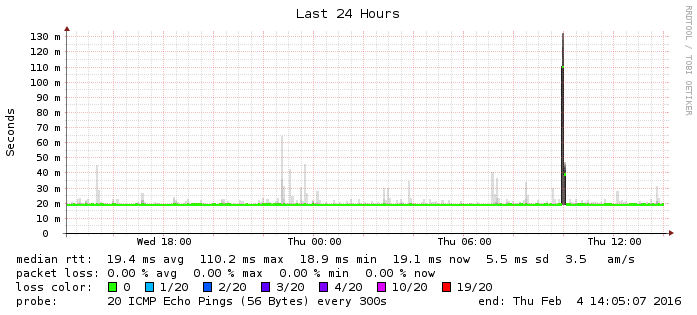 Last 24 Hours
RRDTOOL / TOBI OETIKER
Seconds
130 m
120 m
110 m
100 m
90 m
80 m
70 m
60 m
50 m
40 m
30 m
20 m
10 m
0
Wed 18:00 Thu 00:00 Thu 06:00 Thu 12:00
median rtt: 19.4 ms avg 110.2 ms max 18.9 ms min 19.1 ms now 5.5 ms sd 3.5 am/s
packet loss: 0.00 % avg 0.00 % max 0.00 % min 0.00 % now
loss color: 0 1/20 2/20 3/20 4/20 10/20 19/20
probe: 20 ICMP Echo Pings (56 Bytes) every 300s end: Thu Feb 4 14:05:07 2016